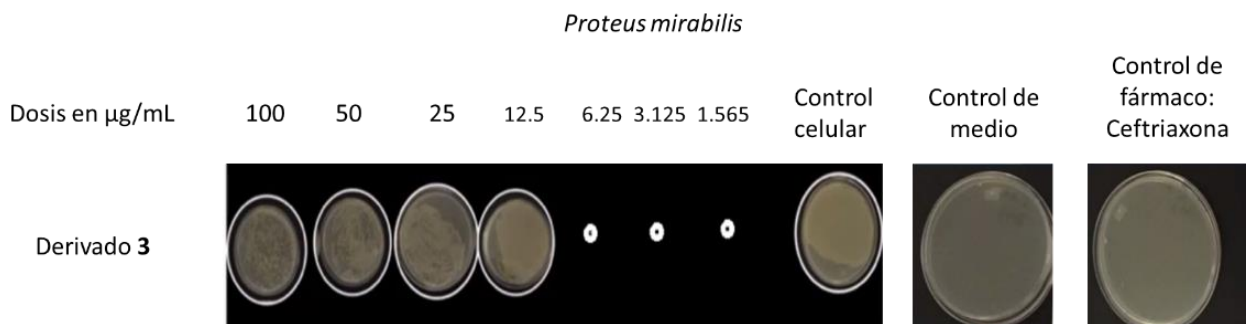 Proteus mirabilis
Dosis en µg/mL
100
50
25
12.5
6.25
3.125
1.565
Control
celular
Control de
medio
Control de
fármaco:
Ceftriaxona
Derivado 3